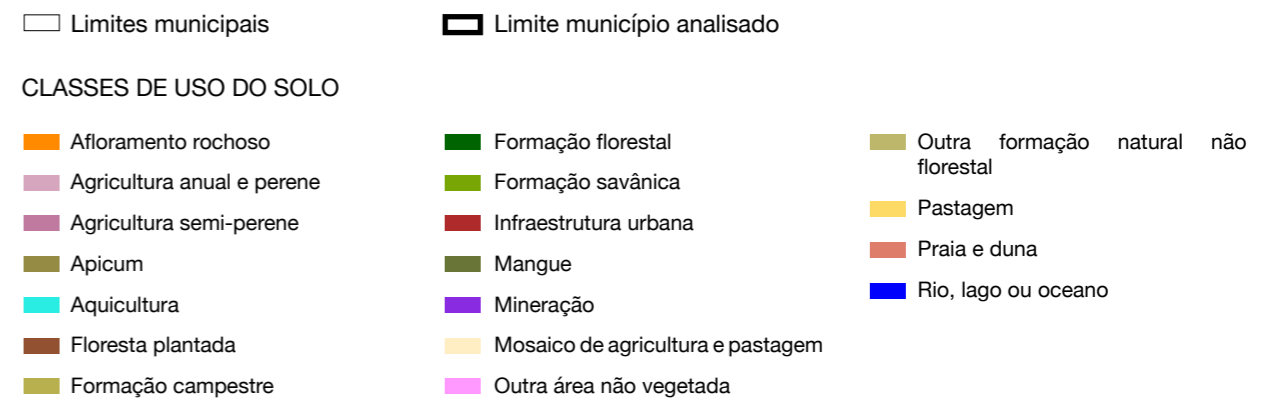 Limites municipais
Limite município analisado
CLASSES DE USO DO SOLO
Afloramento rochoso
Agricultura anual e perene
Agricultura semi-perene
Apicum
Aquicultura
Floresta plantada
Formação campestre
Formação florestal
Formação savânica
Infraestrutura urbana
Mangue
Mineração
Mosaico de agricultura e pastagem
Outra área não vegetada
Outra formação natural não
florestal
Pastagem
Praia e duna
Rio, lago ou oceano